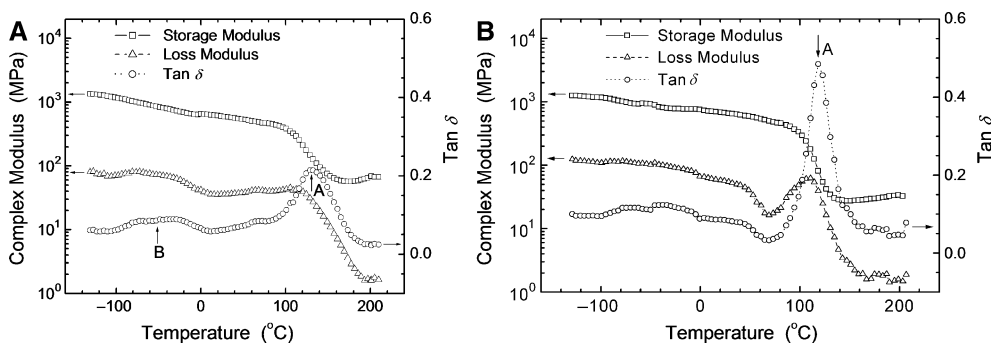 A
Storage Modulus
Loss Modulus
Tan δ
Complex Modulus (MPa)
10⁴
10³
10²
10¹
10⁰
A
B
0.6
0.4
0.2
0.0
Tan δ
–100 0 100 200
Temperature (°C)
B
Storage Modulus
Loss Modulus
Tan δ
Complex Modulus (MPa)
10⁴
10³
10²
10¹
10⁰
A
0.6
0.4
0.2
0.0
Tan δ
–100 0 100 200
Temperature (°C)